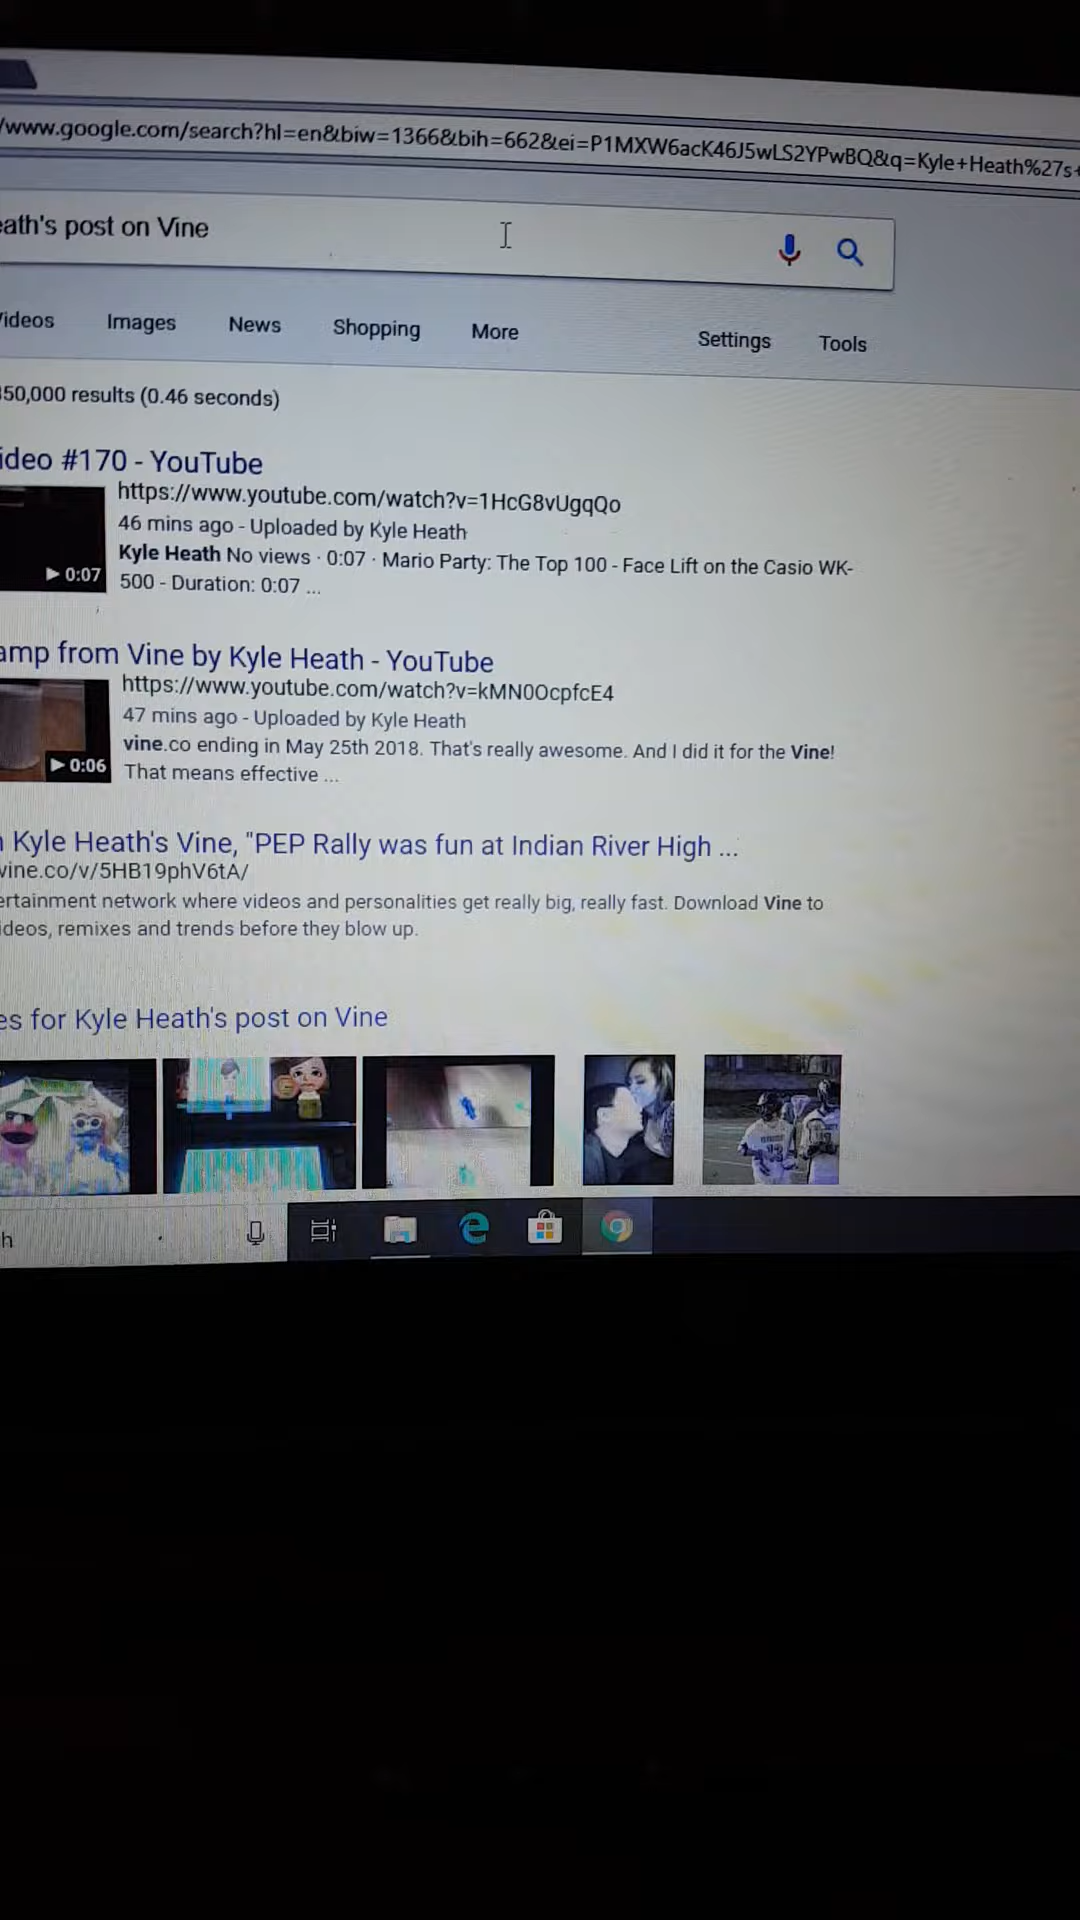 /www.google.com/search?hl=en&biw=1366&bih=662&ei=P1MXW6acK46J5wLS2YPwBQ&q=Kyle+Heath%27s+
eath's post on Vine
ideos Images News Shopping More Settings Tools
50,000 results (0.46 seconds)
ideo #170 - YouTube
https://www.youtube.com/watch?v=1HcG8vUgqQo
46 mins ago - Uploaded by Kyle Heath
Kyle Heath No views · 0:07 · Mario Party: The Top 100 - Face Lift on the Casio WK-
0:07
500 - Duration: 0:07 ...
amp from Vine by Kyle Heath - YouTube
https://www.youtube.com/watch?v=kMN0OcpfcE4
47 mins ago - Uploaded by Kyle Heath
vine.co ending in May 25th 2018. That's really awesome. And I did it for the Vine!
0:06
That means effective ...
Kyle Heath's Vine, "PEP Rally was fun at Indian River High ...
vine.co/v/5HB19phV6tA/
ertainment network where videos and personalities get really big, really fast. Download Vine to
ideos, remixes and trends before they blow up.
es for Kyle Heath's post on Vine
h